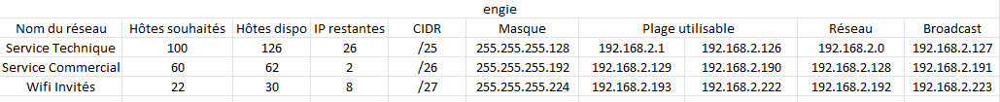 engie
Nom du réseau Hôtes souhaités Hôtes dispo IP restantes CIDR Masque Plage utilisable Réseau Broadcast
Service Technique 100 126 26 /25 255.255.255.128 192.168.2.1 192.168.2.126 192.168.2.0 192.168.2.127
Service Commercial 60 62 2 /26 255.255.255.192 192.168.2.129 192.168.2.190 192.168.2.128 192.168.2.191
Wifi Invités 22 30 8 /27 255.255.255.224 192.168.2.193 192.168.2.222 192.168.2.192 192.168.2.223